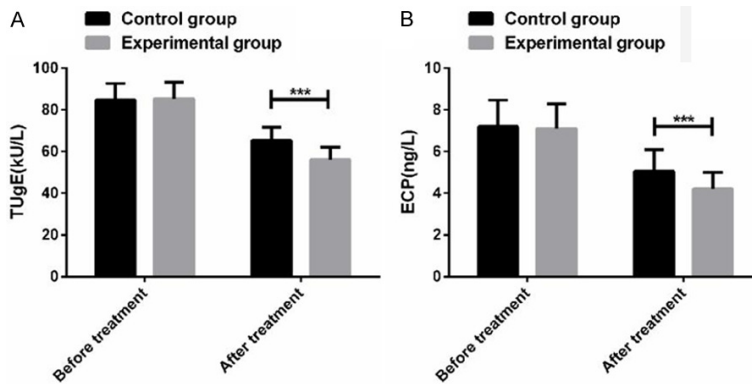 A
Control group
Experimental group
TUgE(kU/L)
100
80
60
40
20
0
***
Before treatment
After treatment
B
Control group
Experimental group
ECP(ng/L)
10
8
6
4
2
0
***
Before treatment
After treatment